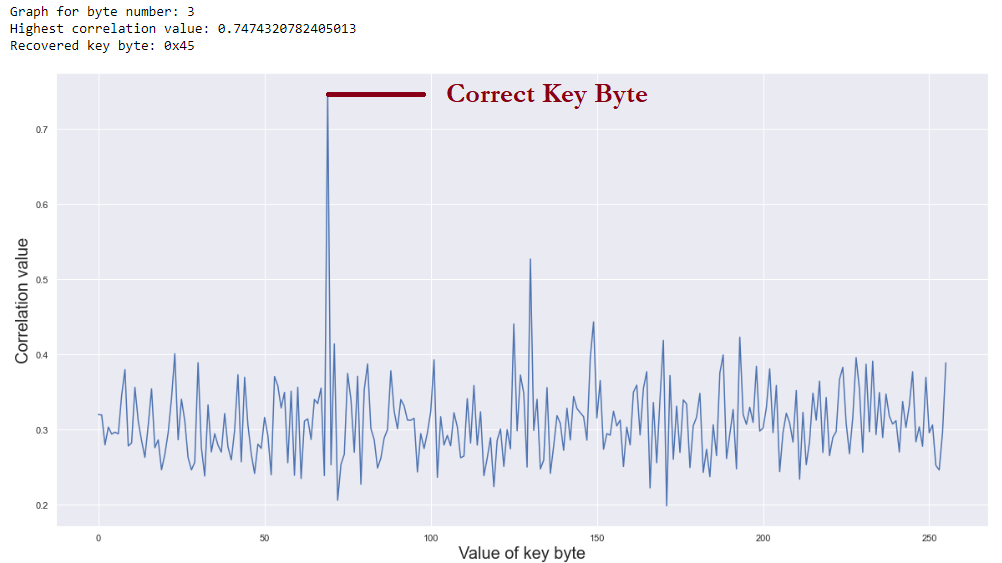 Graph for byte number: 3
Highest correlation value: 0.7474320782405013
Recovered key byte: 0x45
Correct Key Byte
Correlation value
0.7
0.6
0.5
0.4
0.3
0.2
0 50 100 150 200 250
Value of key byte